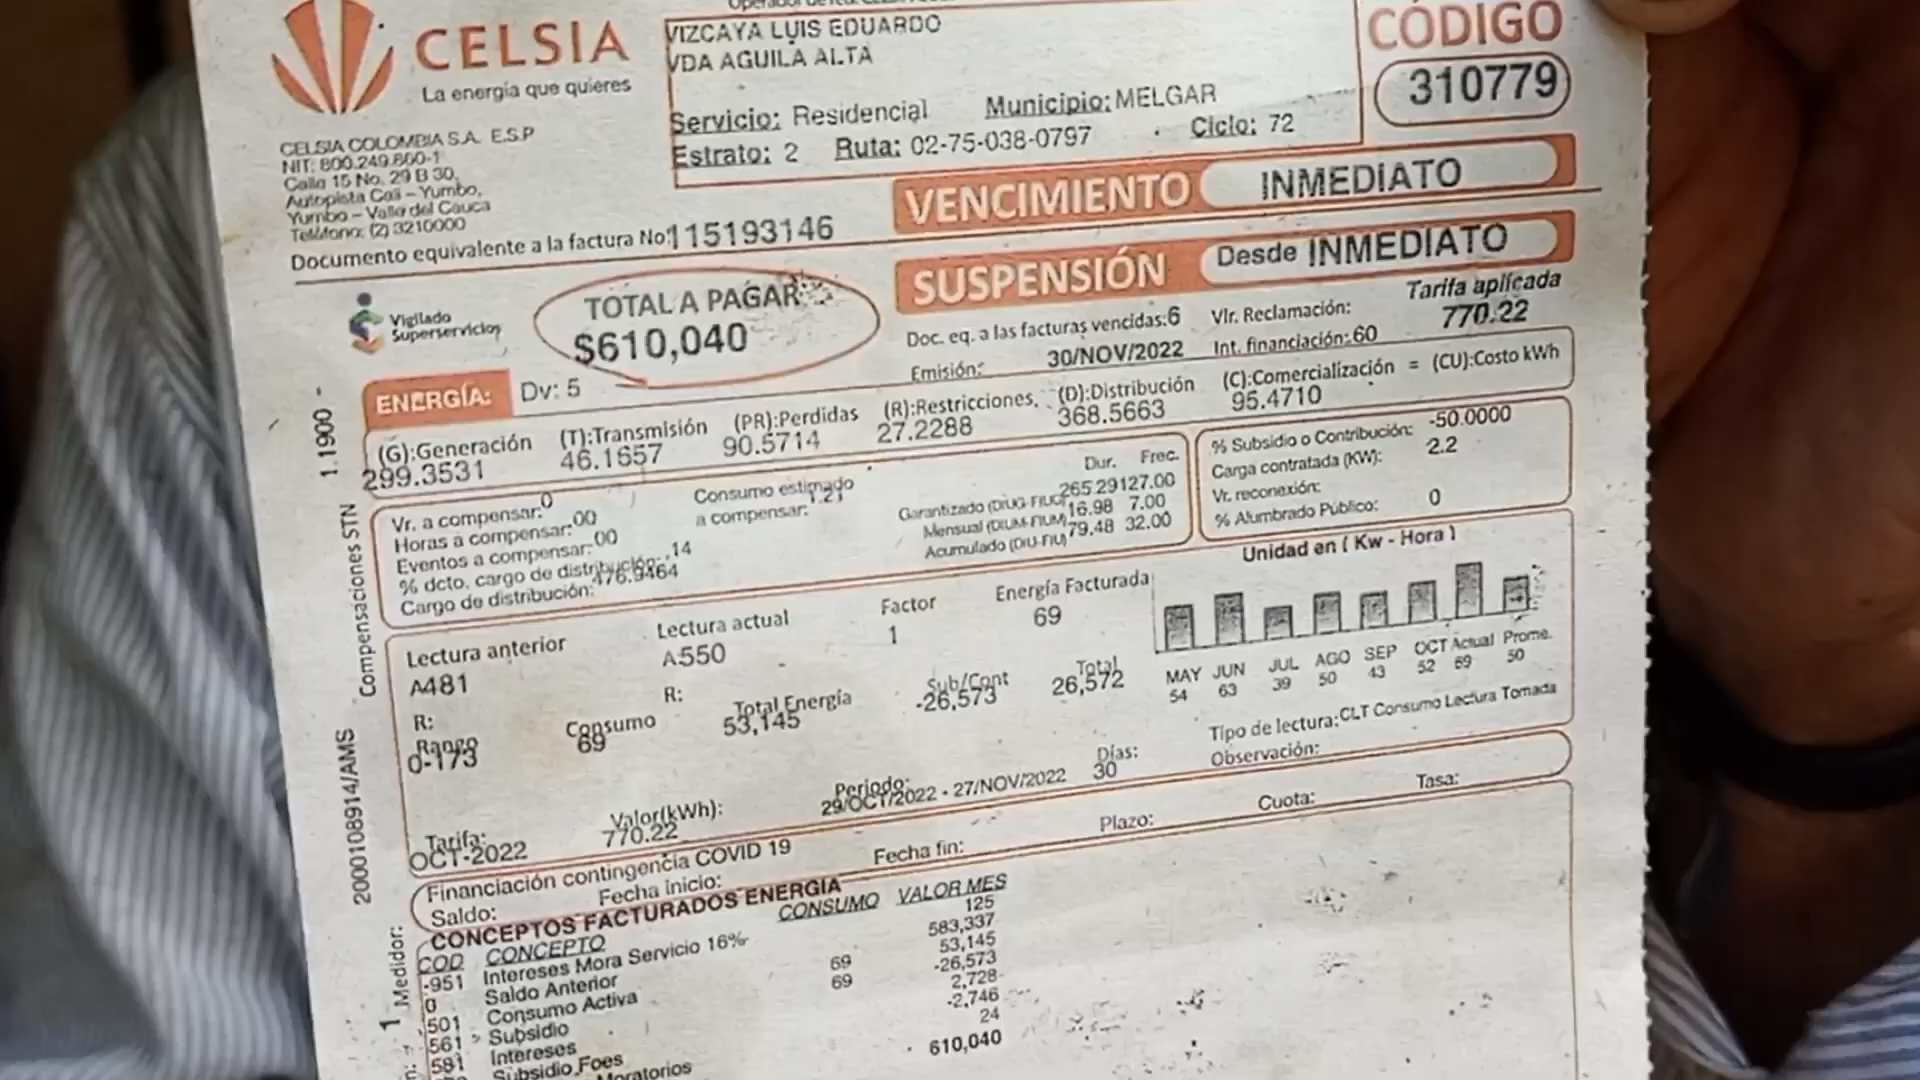 CELSIA
La energía que quieres
VIZCAYA LUIS EDUARDO
VDA AGUILA ALTA
Servicio: Residencial Municipio: MELGAR
Estrato: 2 Ruta: 02-75-038-0797 Ciclo: 72
CÓDIGO
310779
CELSIA COLOMBIA S.A. E.S.P
NIT: 800.249.860-1
Calle 15 No. 29 B 30,
Autopista Cali - Yumbo,
Yumbo - Valle del Cauca
Teléfono: (2) 3210000
Documento equivalente a la factura No: 115193146
VENCIMIENTO INMEDIATO
SUSPENSIÓN Desde INMEDIATO
Vigilado
Superservicios
TOTAL A PAGAR
$610,040
Doc. eq. a las facturas vencidas: 6 Vlr. Reclamación:
Tarifa aplicada
770.22
Emisión: 30/NOV/2022 Int. financiación: 60
ENERGÍA: Dv: 5
(G):Generación (T):Transmisión (PR):Perdidas (R):Restricciones. (D):Distribución (C):Comercialización = (CU):Costo kWh
299.3531 46.1657 90.5714 27.2288 368.5663 95.4710
1.1900 -
Compensaciones STN
Vr. a compensar: 0
Horas a compensar: 00
Eventos a compensar: 00
% dcto. cargo de distribución: .14
Cargo de distribución: 476.9464
Consumo estimado
a compensar: 1.21
Dur. Frec.
Garantizado (DIUG-FIUG) 265.29127.00
Mensual (DIUM-FIUM) 16.98 7.00
Acumulado (DIU-FIU) 79.48 32.00
% Subsidio o Contribución: -50.0000
Carga contratada (KW): 2.2
Vr. reconexión:
% Alumbrado Público: 0
Unidad en ( Kw - Hora )
MAY JUN JUL AGO SEP OCT Actual Prome.
54 63 39 50 43 52 69 50
Lectura anterior Lectura actual Factor Energía Facturada
A481 A550 1 69
R: R:
Rango Consumo Total Energía Sub/Cont Total
0-173 69 53,145 -26,573 26,572
Tipo de lectura: CLT Consumo Lectura Tomada
Observación:
Tarifa: Valor(kWh): Periodo: Días:
OCT-2022 770.22 29/OCT/2022 - 27/NOV/2022 30
2000108914/AMS
1 Medidor:
Financiación contingencia COVID 19
Saldo: Fecha inicio: Fecha fin: Plazo: Cuota: Tasa:
CONCEPTOS FACTURADOS ENERGIA
COD CONCEPTO CONSUMO VALOR MES
-951 Intereses Mora Servicio 16% 125
0 Saldo Anterior 583,337
501 Consumo Activa 69 53,145
561 Subsidio 69 -26,573
581 Intereses 2,728
Subsidio Foes -2,746
Moratorios 24
610,040